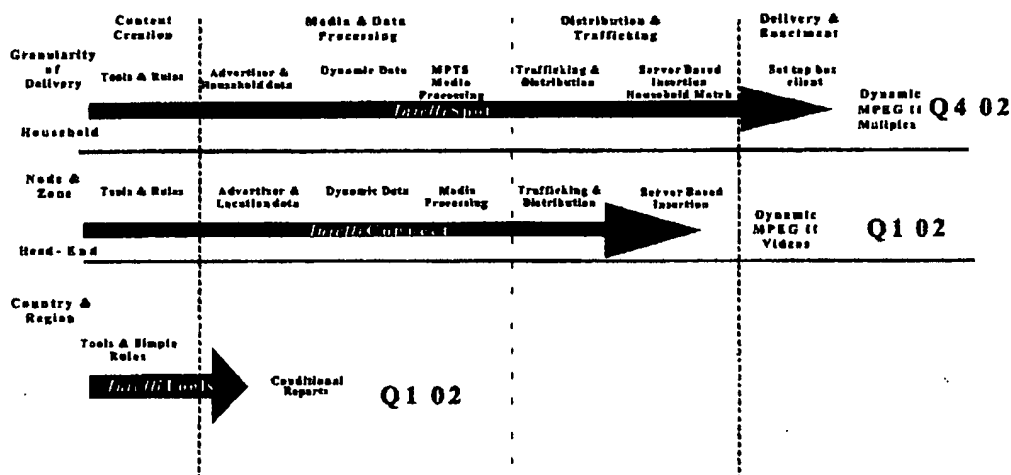 Content
Creation
Media & Data
Processing
Distribution &
Trafficking
Delivery &
Enactment
Granularity
of
Delivery
Tools & Rules
Advertiser &
Household data
Dynamic Data
MPTS
Media
Processing
Trafficking &
Distribution
Server Based
Insertion
Household Match
Set top box
client
IntelliSpot
Dynamic
MPEG II
Muliplex
Q4 02
Household
Node &
Zone
Tools & Rules
Advertiser &
Location data
Dynamic Data
Media
Processing
Trafficking &
Distribution
Server Based
Insertion
IntelliConnect
Dynamic
MPEG II
Videos
Q1 02
Head-End
Country &
Region
Tools & Simple
Rules
IntelliTools
Conditional
Reports
Q1 02